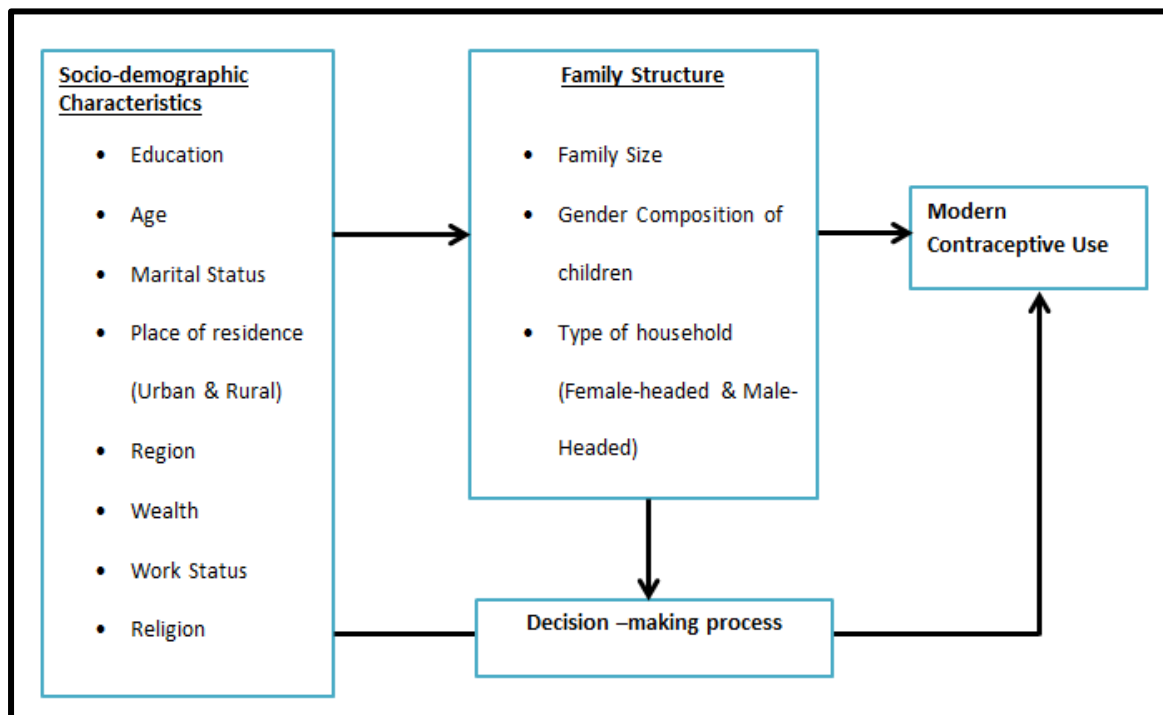 Socio-demographic
Characteristics
• Education
• Age
• Marital Status
• Place of residence
(Urban & Rural)
• Region
• Wealth
• Work Status
• Religion
Family Structure
• Family Size
• Gender Composition of
children
• Type of household
(Female-headed & Male-
Headed)
Modern
Contraceptive Use
Decision –making process